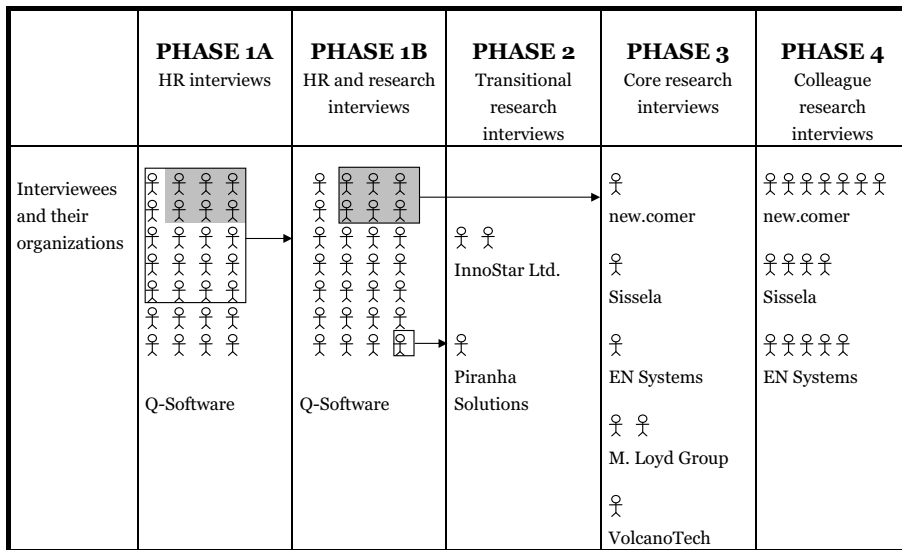 PHASE 1A
HR interviews
PHASE 1B
HR and research
interviews
PHASE 2
Transitional
research
interviews
PHASE 3
Core research
interviews
PHASE 4
Colleague
research
interviews
Interviewees
and their
organizations
Q-Software
Q-Software
InnoStar Ltd.
Piranha
Solutions
new.comer
Sissela
EN Systems
M. Loyd Group
VolcanoTech
new.comer
Sissela
EN Systems